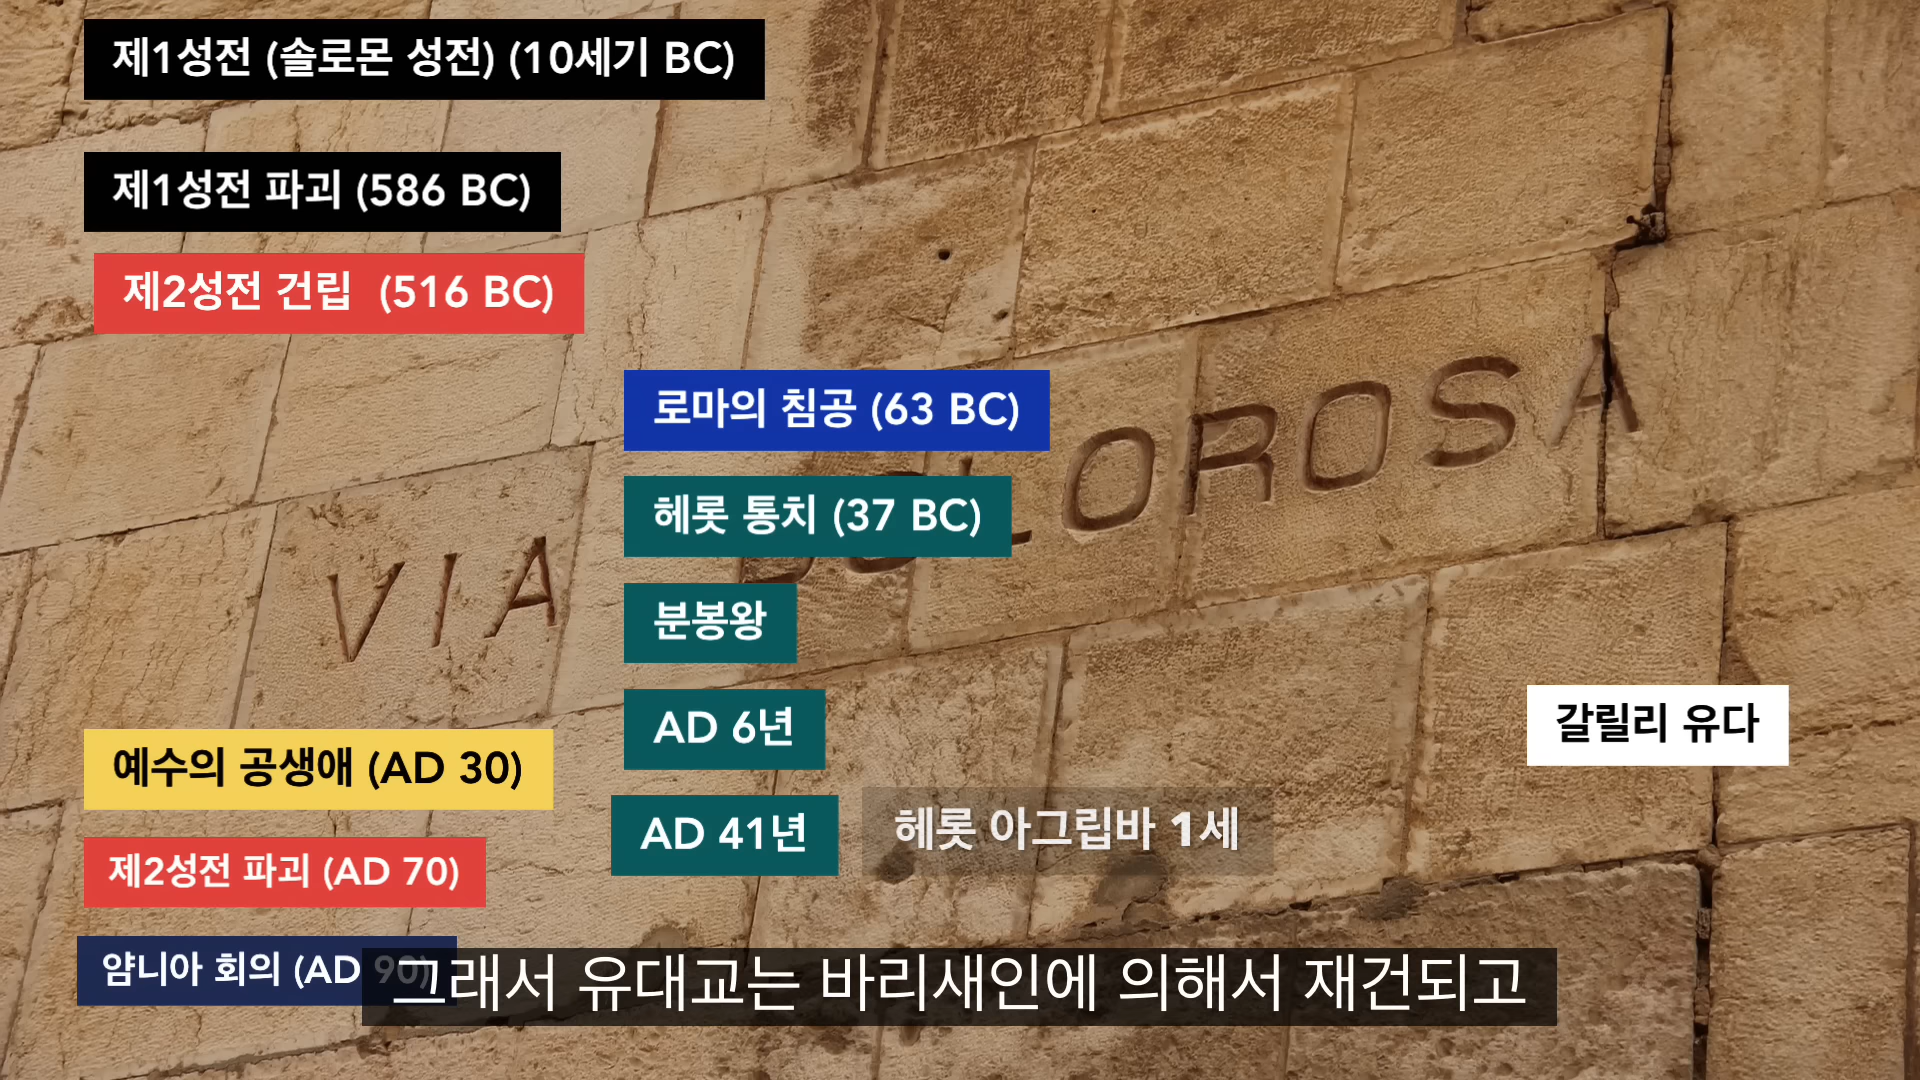 제1성전 (솔로몬 성전) (10세기 BC)
제1성전 파괴 (586 BC)
제2성전 건립 (516 BC)
로마의 침공 (63 BC)
헤롯 통치 (37 BC)
분봉왕
AD 6년
AD 41년
헤롯 아그립바 1세
갈릴리 유다
VIA DOLOROSA
예수의 공생애 (AD 30)
제2성전 파괴 (AD 70)
얌니아 회의 (AD 90)
그래서 유대교는 바리새인에 의해서 재건되고